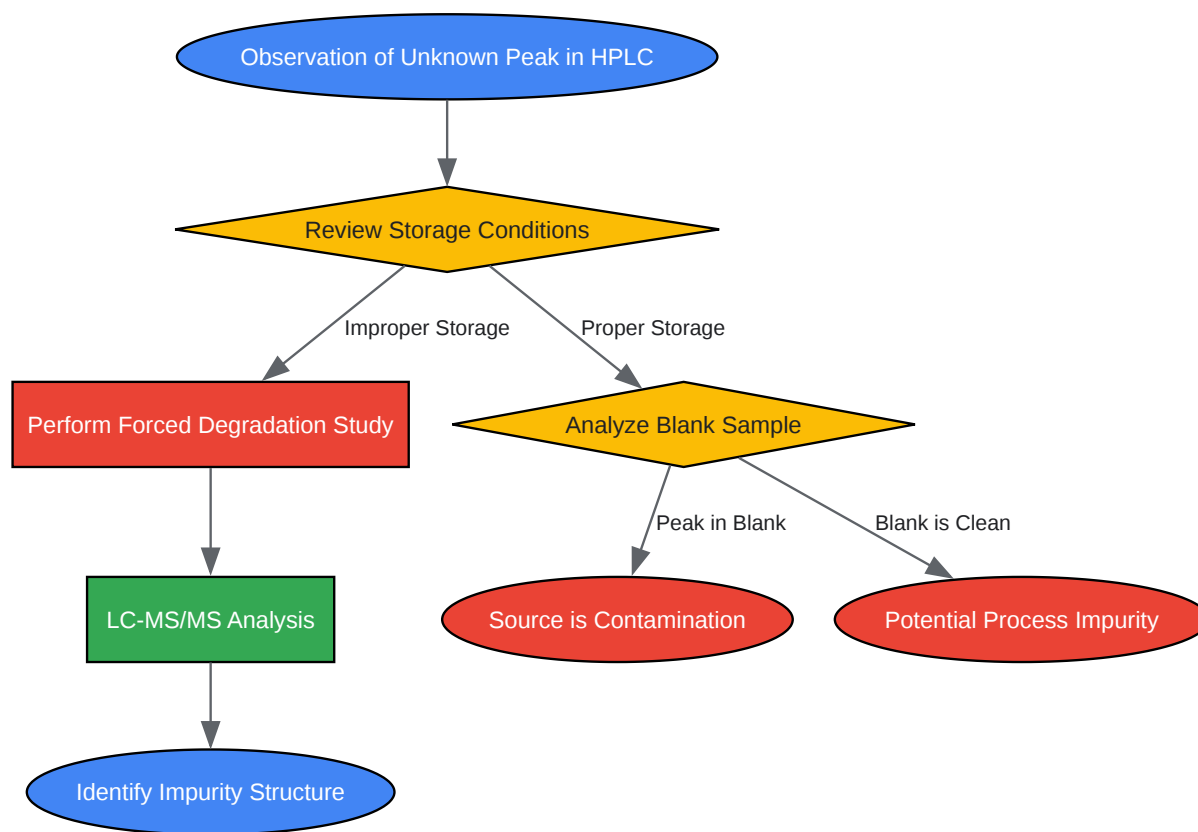 Observation of Unknown Peak in HPLC
Review Storage Conditions
Improper Storage
Proper Storage
Perform Forced Degradation Study
Analyze Blank Sample
Peak in Blank
Blank is Clean
LC-MS/MS Analysis
Source is Contamination
Potential Process Impurity
Identify Impurity Structure